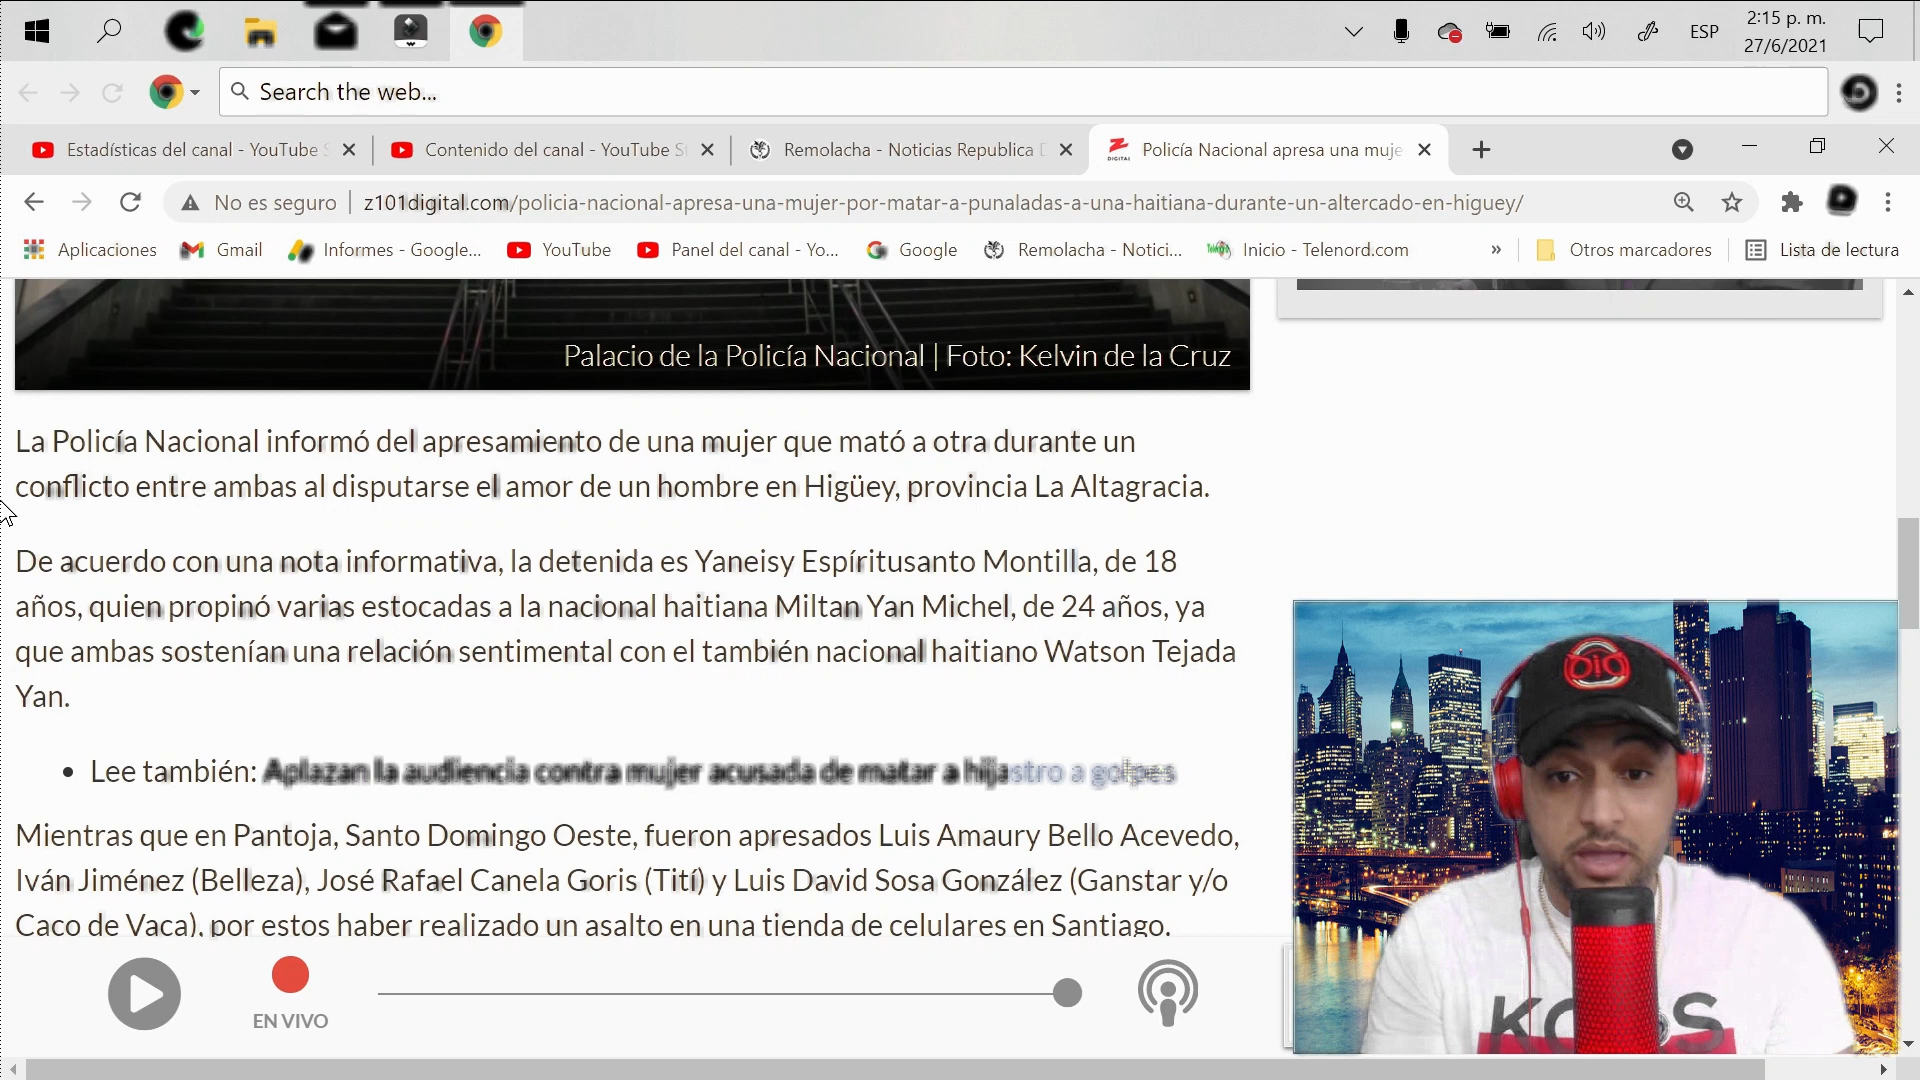 ESP
2:15 p. m.
27/6/2021
Search the web...
Estadísticas del canal - YouTube S
Contenido del canal - YouTube St
Remolacha - Noticias Republica D
Z DIGITAL
Policía Nacional apresa una muje
No es seguro | z101digital.com/policia-nacional-apresa-una-mujer-por-matar-a-punaladas-a-una-haitiana-durante-un-altercado-en-higuey/
Aplicaciones
Gmail
Informes - Google...
YouTube
Panel del canal - Yo...
Google
Remolacha - Notici...
Inicio - Telenord.com
»
Otros marcadores
Lista de lectura
Palacio de la Policía Nacional | Foto: Kelvin de la Cruz
La Policía Nacional informó del apresamiento de una mujer que mató a otra durante un
conflicto entre ambas al disputarse el amor de un hombre en Higüey, provincia La Altagracia.
De acuerdo con una nota informativa, la detenida es Yaneisy Espíritusanto Montilla, de 18
años, quien propinó varias estocadas a la nacional haitiana Miltan Yan Michel, de 24 años, ya
que ambas sostenían una relación sentimental con el también nacional haitiano Watson Tejada
Yan.
• Lee también: Aplazan la audiencia contra mujer acusada de matar a hijastro a golpes
Mientras que en Pantoja, Santo Domingo Oeste, fueron apresados Luis Amaury Bello Acevedo,
Iván Jiménez (Belleza), José Rafael Canela Goris (Tití) y Luis David Sosa González (Ganstar y/o
Caco de Vaca), por estos haber realizado un asalto en una tienda de celulares en Santiago.
EN VIVO